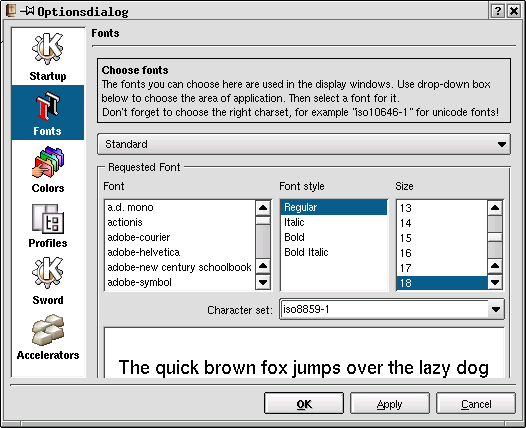 Optionsdialog
Startup
Fonts
Colors
Profiles
Sword
Accelerators
Fonts
Choose fonts
The fonts you can choose here are used in the display windows. Use drop-down box
below to choose the area of application. Then select a font for it.
Don't forget to choose the right charset, for example "iso10646-1" for unicode fonts!
Standard
Requested Font
Font
a.d. mono
actionis
adobe-courier
adobe-helvetica
adobe-new century schoolbook
adobe-symbol
Font style
Regular
Italic
Bold
Bold Italic
Size
13
14
15
16
17
18
Character set:
iso8859-1
The quick brown fox jumps over the lazy dog
OK
Apply
Cancel